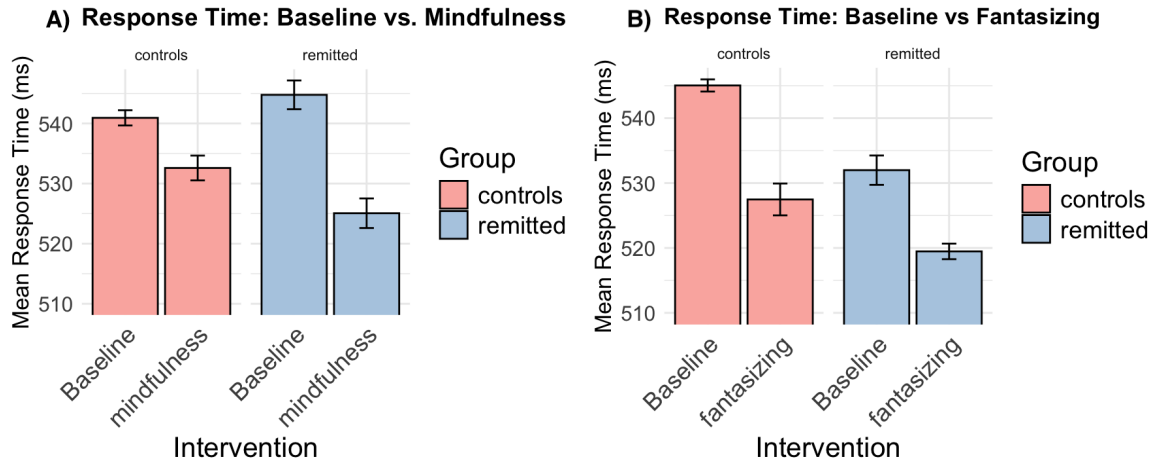 A) Response Time: Baseline vs. Mindfulness
controls
remitted
Mean Response Time (ms)
540
530
520
510
Baseline
mindfulness
Baseline
mindfulness
Intervention
Group
controls
remitted
B) Response Time: Baseline vs Fantasizing
controls
remitted
Mean Response Time (ms)
540
530
520
510
Baseline
fantasizing
Baseline
fantasizing
Intervention
Group
controls
remitted